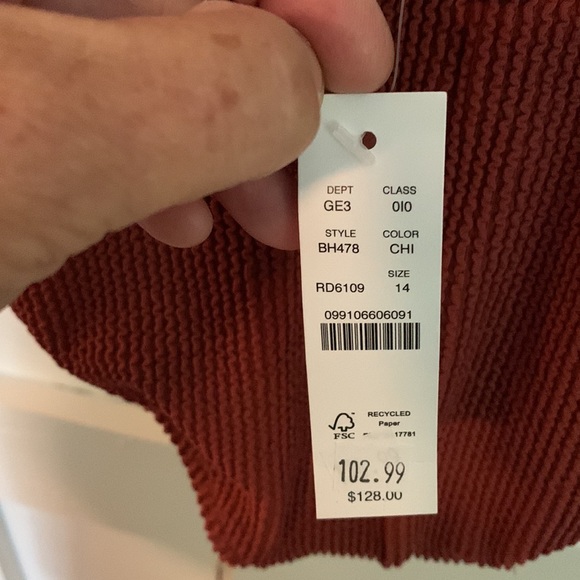 DEPT CLASS
GE3 0I0
STYLE COLOR
BH478 CHI
SIZE
RD6109 14
099106606091
RECYCLED
Paper
FSC 17781
102.99
$128.00